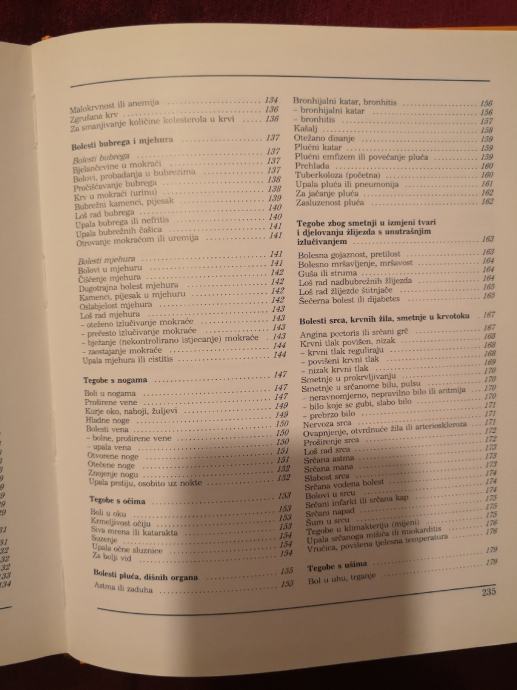 Malokrvnost ili anemija 134
Zgrušana krv 136
Za smanjivanje količine kolesterola u krvi 136
Bolesti bubrega i mjehura 137
Bolesti bubrega 137
Bjelančevine u mokraći 137
Bolovi, probadanja u bubrezima 137
Pročišćavanje bubrega 138
Krv u mokraći (urinu) 138
Bubrežni kamenci, pijesak 139
Loš rad bubrega 140
Upala bubrega ili nefritis 140
Upala bubrežnih čašica 141
Otrovanje mokraćom ili uremija 141
Bolesti mjehura 141
Bolovi u mjehuru 141
Čišćenje mjehura 142
Dugotrajna bolest mjehura 142
Kamenci, pijesak u mjehuru 142
Oslabjelost mjehura 143
Loš rad mjehura 143
– oteženo izlučivanje mokraće 143
– prečesto izlučivanje mokraće 143
– bježanje (nekontrolirano istjecanje) mokraće 143
– zaostajanje mokraće 144
Upala mjehura ili cistitis 144
Tegobe s nogama 147
Boli u nogama 147
Proširene vene 147
Kurje oko, naboji, žuljevi 149
Hladne noge 149
Bolesti vena 150
– bolne, proširene vene 150
– upala vena 150
Otvorene noge 151
Otečene noge 151
Znojenje nogu 152
Upala prstiju, osobito uz nokte 152
Tegobe s očima 153
Boli u oku 153
Krmeljivost očiju 153
Siva mrena ili katarakta 153
Suzenje 154
Upala očne sluznice 154
Za bolji vid 154
Bolesti pluća, dišnih organa 155
Astma ili zaduha 155
Bronhijalni katar, bronhitis 156
– bronhijalni katar 156
– bronhitis 157
Kašalj 158
Otežano disanje 159
Plućni katar 159
Plućni emfizem ili povećanje pluća 159
Prehlada 160
Tuberkoloza (početna) 160
Upala pluća ili pneumonija 161
Za jačanje pluća 162
Zasluzenost pluća 162
Tegobe zbog smetnji u izmjeni tvari
i djelovanju žlijezda s unutrašnjim
izlučivanjem 163
Bolesna gojaznost, pretilost 163
Bolesno mršavljenje, mršavost 164
Guša ili struma 164
Loš rad nadbubrežnih žlijezda 164
Loš rad žlijezde štitnjače 165
Šećerna bolest ili dijabetes 165
Bolesti srca, krvnih žila, smetnje u krvotoku 167
Angina pectoris ili srčani grč 167
Krvni tlak povišen, nizak 168
– krvni tlak reguliraju 168
– povišeni krvni tlak 168
– nizak krvni tlak 169
Smetnje u prokrvljivanju 169
Smetnje u srčanome bilu, pulsu 170
– neravnomjerno, nepravilno bilo ili aritmija 170
– bilo koje se gubi, slabo bilo 170
– prebrzo bilo 171
Nervoza srca 171
Ovapnjenje, otvrdnuće žila ili arterioskleroza 171
Proširenje srca 172
Loš rad srca 172
Srčana astma 173
Srčana mana 173
Slabost srca 174
Srčana vodena bolest 174
Bolovi u srcu 174
Srčani infarkt ili srčana kap 175
Srčani napad 175
Šum u srcu 175
Tegobe u klimakteriju (mijeni) 175
Upala srčanoga mišića ili miokarditis 176
Vrućica, povišena tjelesna temperatura 176
Tegobe s ušima 179
Bol u uhu, trganje 179
235